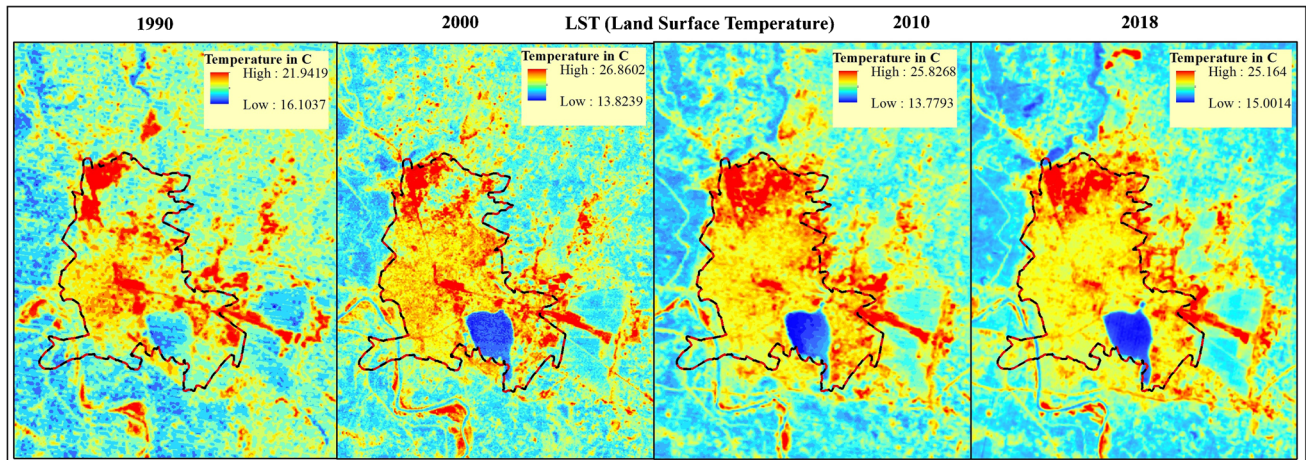 1990 2000 LST (Land Surface Temperature) 2010 2018
Temperature in C
High : 21.9419
Low : 16.1037
Temperature in C
High : 26.8602
Low : 13.8239
Temperature in C
High : 25.8268
Low : 13.7793
Temperature in C
High : 25.164
Low : 15.0014